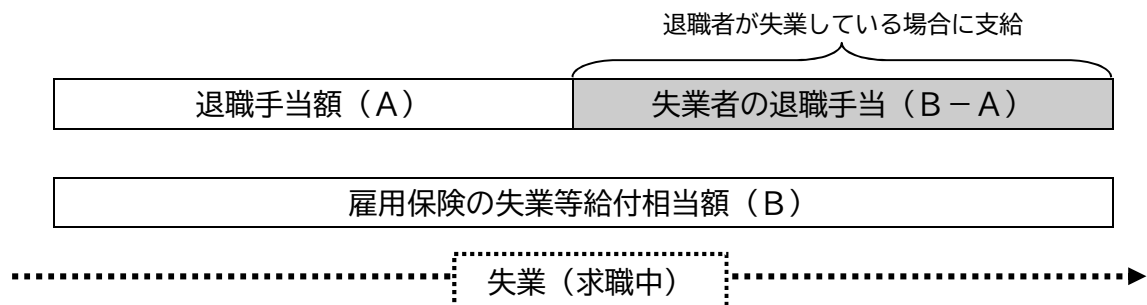 退職者が失業している場合に支給
退職手当額（Ａ）
失業者の退職手当（Ｂ－Ａ）
雇用保険の失業等給付相当額（Ｂ）
失業（求職中）